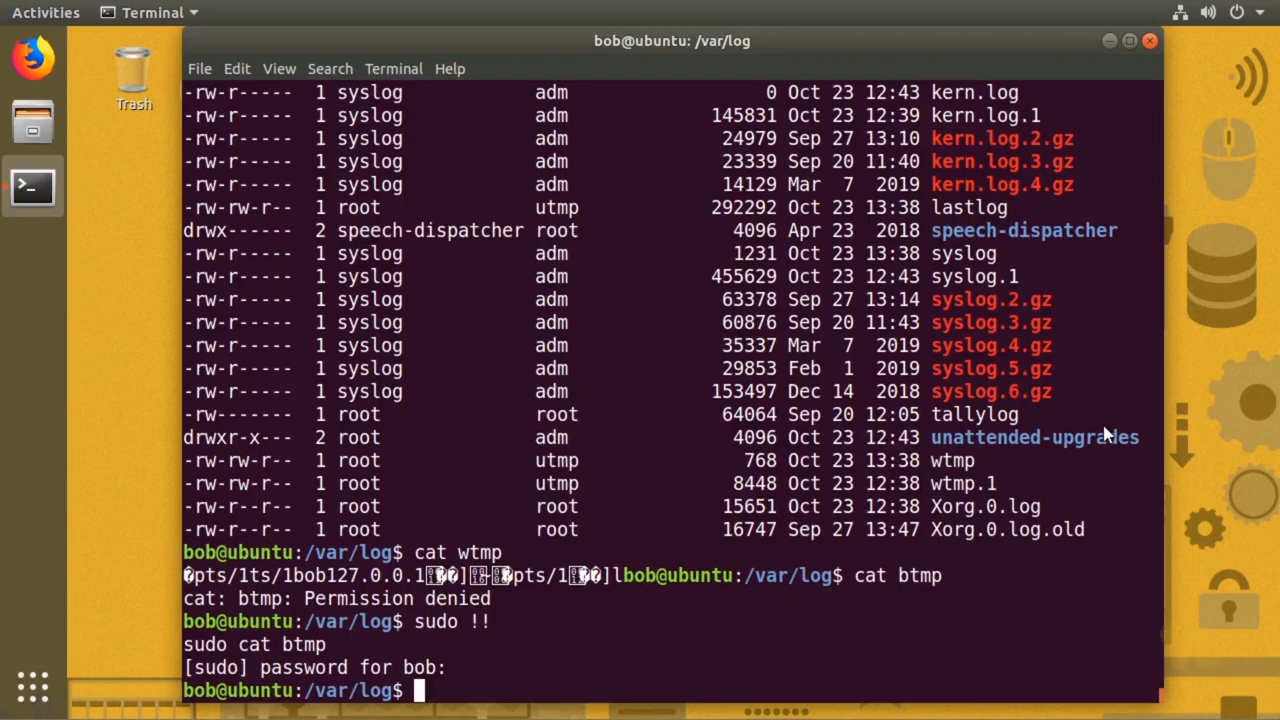 Activities Terminal
bob@ubuntu: /var/log
File Edit View Search Terminal Help
Trash
-rw-r----- 1 syslog adm 0 Oct 23 12:43 kern.log
-rw-r----- 1 syslog adm 145831 Oct 23 12:39 kern.log.1
-rw-r----- 1 syslog adm 24979 Sep 27 13:10 kern.log.2.gz
-rw-r----- 1 syslog adm 23339 Sep 20 11:40 kern.log.3.gz
-rw-r----- 1 syslog adm 14129 Mar 7 2019 kern.log.4.gz
-rw-rw-r-- 1 root utmp 292292 Oct 23 13:38 lastlog
drwx------ 2 speech-dispatcher root 4096 Apr 23 2018 speech-dispatcher
-rw-r----- 1 syslog adm 1231 Oct 23 13:38 syslog
-rw-r----- 1 syslog adm 455629 Oct 23 12:43 syslog.1
-rw-r----- 1 syslog adm 63378 Sep 27 13:14 syslog.2.gz
-rw-r----- 1 syslog adm 60876 Sep 20 11:43 syslog.3.gz
-rw-r----- 1 syslog adm 35337 Mar 7 2019 syslog.4.gz
-rw-r----- 1 syslog adm 29853 Feb 1 2019 syslog.5.gz
-rw-r----- 1 syslog adm 153497 Dec 14 2018 syslog.6.gz
-rw------- 1 root root 64064 Sep 20 12:05 tallylog
drwxr-x--- 2 root adm 4096 Oct 23 12:43 unattended-upgrades
-rw-rw-r-- 1 root utmp 768 Oct 23 13:38 wtmp
-rw-rw-r-- 1 root utmp 8448 Oct 23 12:38 wtmp.1
-rw-r--r-- 1 root root 15651 Oct 23 12:38 Xorg.0.log
-rw-r--r-- 1 root root 16747 Sep 27 13:47 Xorg.0.log.old
bob@ubuntu:/var/log$ cat wtmp
�pts/1ts/1bob127.0.0.1��]�pts/1��]lbob@ubuntu:/var/log$ cat btmp
cat: btmp: Permission denied
bob@ubuntu:/var/log$ sudo !!
sudo cat btmp
[sudo] password for bob:
bob@ubuntu:/var/log$